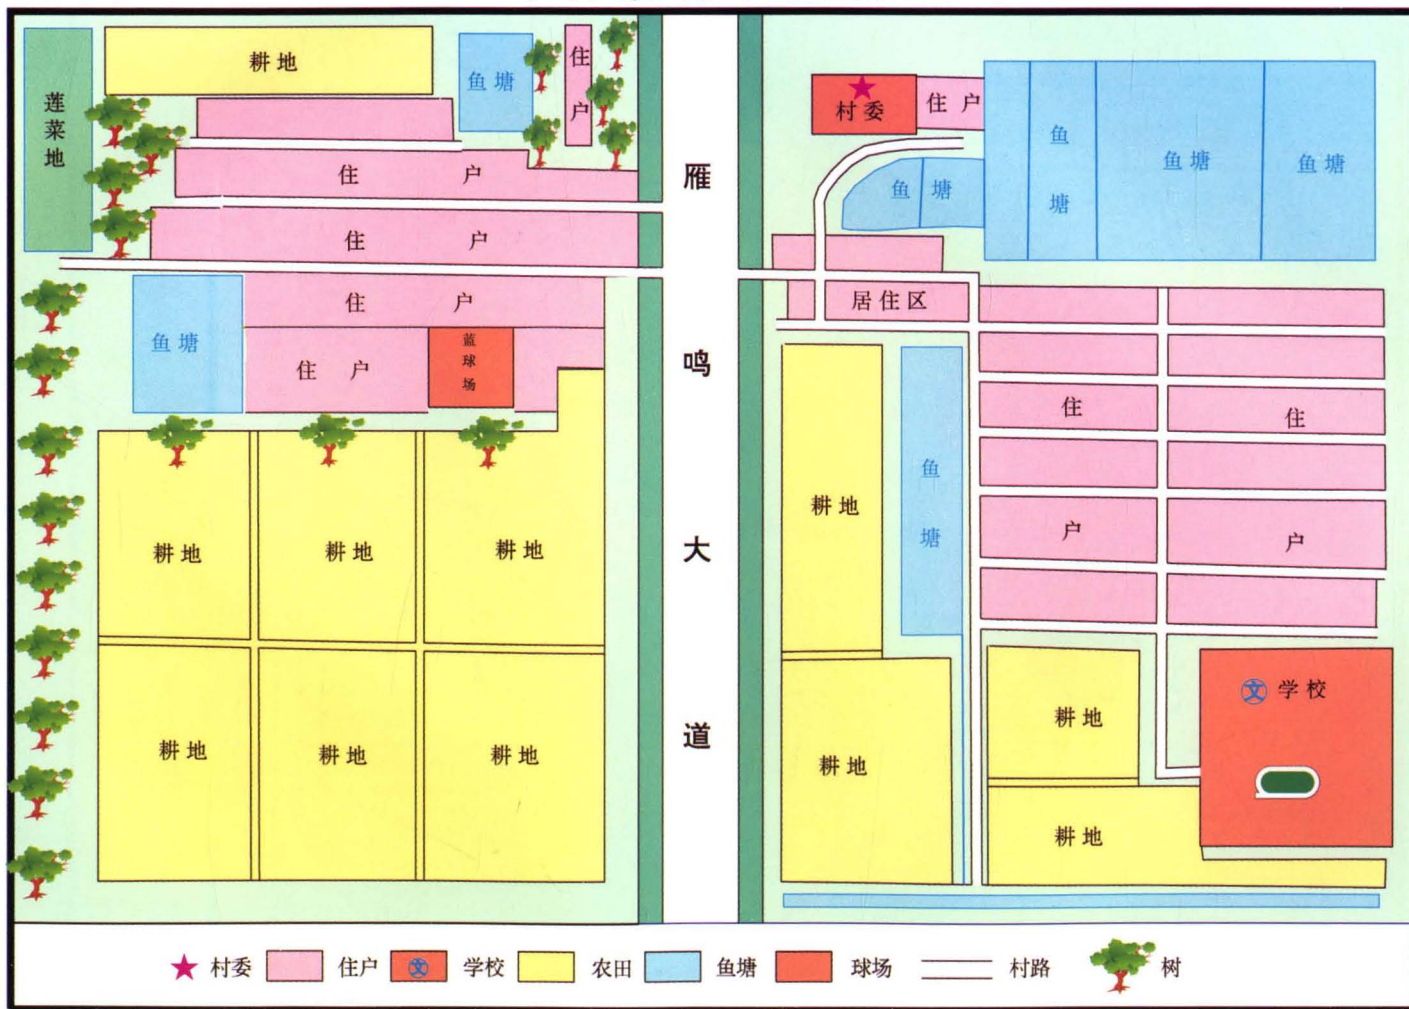 莲菜地
耕地
鱼塘
住户
住户
住户
住户
鱼塘
住户
蓝球场
耕地
耕地
耕地
耕地
耕地
耕地
雁鸣大道
村委
住户
鱼塘
鱼塘
鱼塘
鱼塘
居住区
耕地
鱼塘
住户
住户
耕地
耕地
耕地
文 学校
村委 住户 文 学校 农田 鱼塘 球场 村路 树